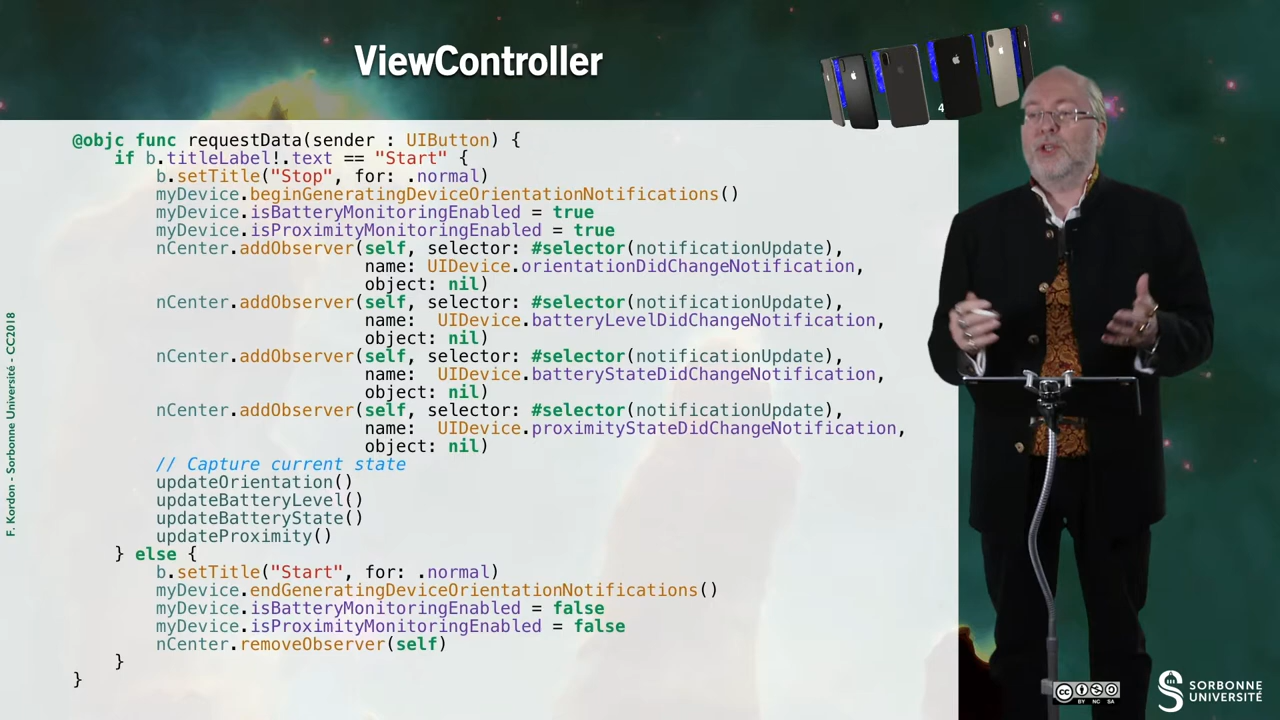 ViewController
4
@objc func requestData(sender : UIButton) {
    if b.titleLabel!.text == "Start" {
        b.setTitle("Stop", for: .normal)
        myDevice.beginGeneratingDeviceOrientationNotifications()
        myDevice.isBatteryMonitoringEnabled = true
        myDevice.isProximityMonitoringEnabled = true
        nCenter.addObserver(self, selector: #selector(notificationUpdate),
                            name: UIDevice.orientationDidChangeNotification,
                            object: nil)
        nCenter.addObserver(self, selector: #selector(notificationUpdate),
                            name:  UIDevice.batteryLevelDidChangeNotification,
                            object: nil)
        nCenter.addObserver(self, selector: #selector(notificationUpdate),
                            name:  UIDevice.batteryStateDidChangeNotification,
                            object: nil)
        nCenter.addObserver(self, selector: #selector(notificationUpdate),
                            name:  UIDevice.proximityStateDidChangeNotification,
                            object: nil)
        // Capture current state
        updateOrientation()
        updateBatteryLevel()
        updateBatteryState()
        updateProximity()
    } else {
        b.setTitle("Start", for: .normal)
        myDevice.endGeneratingDeviceOrientationNotifications()
        myDevice.isBatteryMonitoringEnabled = false
        myDevice.isProximityMonitoringEnabled = false
        nCenter.removeObserver(self)
    }
}
F. Kordon - Sorbonne Université - CC2018
cc
BY NC SA
SORBONNE
UNIVERSITÉ